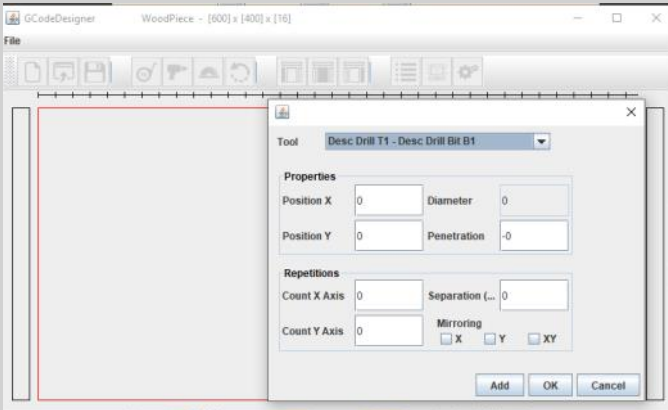 GCodeDesigner WoodPiece - [600] x [400] x [16]
File
Tool Desc Drill T1 - Desc Drill Bit B1
Properties
Position X 0 Diameter 0
Position Y 0 Penetration -0
Repetitions
Count X Axis 0 Separation (... 0
Count Y Axis 0 Mirroring
X Y XY
Add OK Cancel